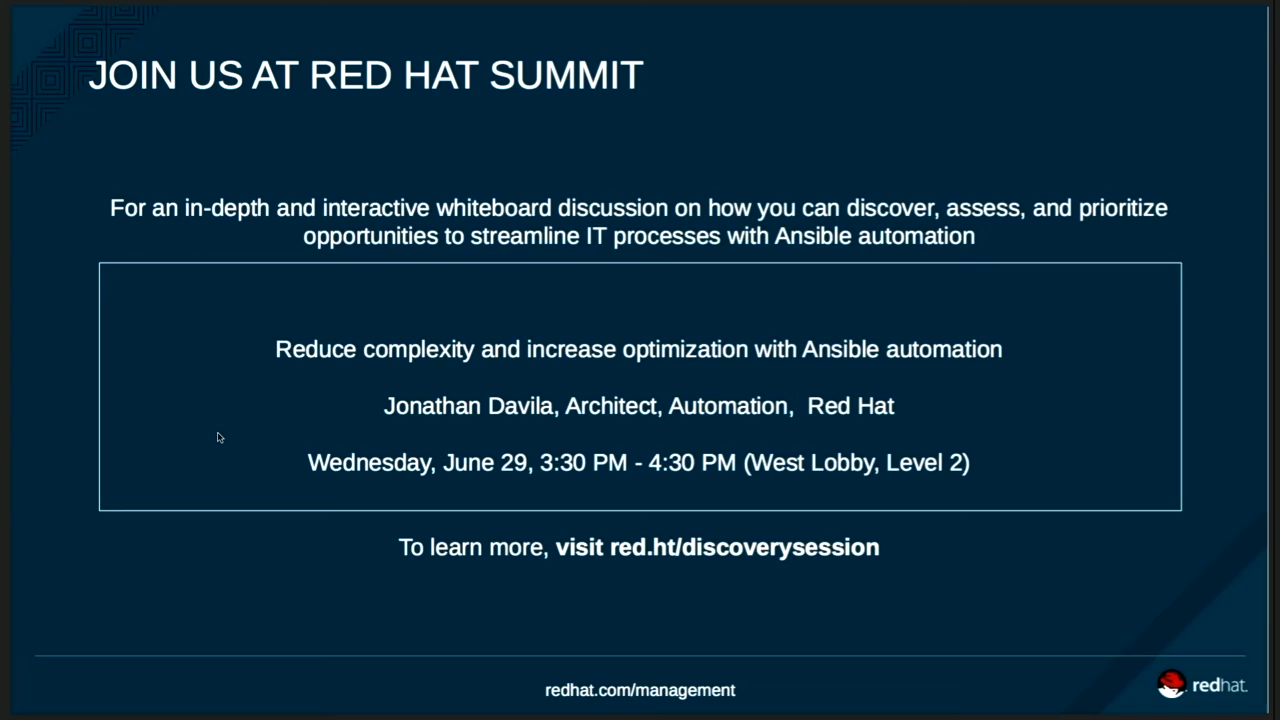 JOIN US AT RED HAT SUMMIT
For an in-depth and interactive whiteboard discussion on how you can discover, assess, and prioritize
opportunities to streamline IT processes with Ansible automation
Reduce complexity and increase optimization with Ansible automation
Jonathan Davila, Architect, Automation,  Red Hat
Wednesday, June 29, 3:30 PM - 4:30 PM (West Lobby, Level 2)
To learn more, visit red.ht/discoverysession
redhat.com/management
redhat.